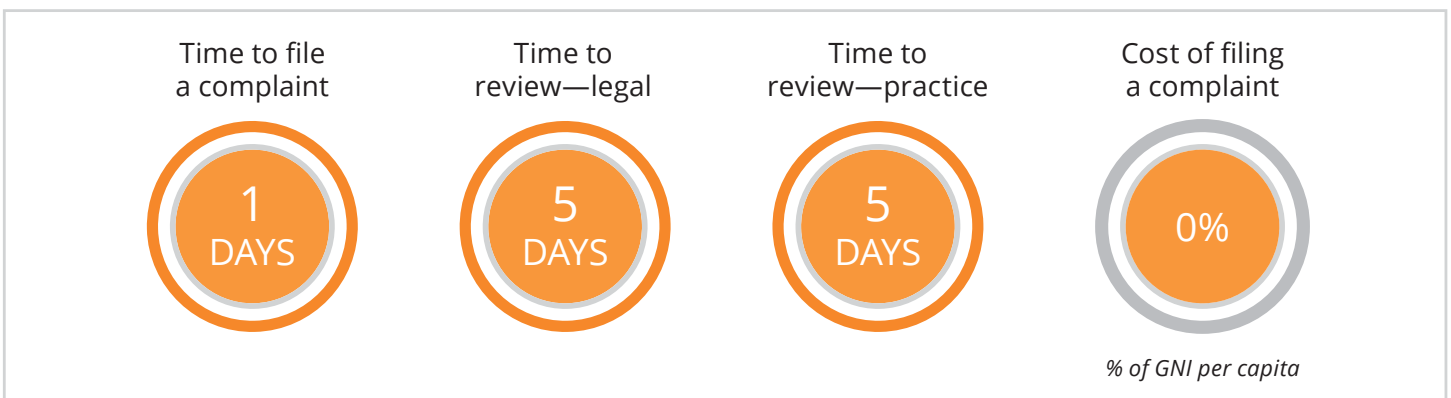 Time to file
a complaint
1
DAYS
Time to
review—legal
5
DAYS
Time to
review—practice
5
DAYS
Cost of filing
a complaint
0%
% of GNI per capita